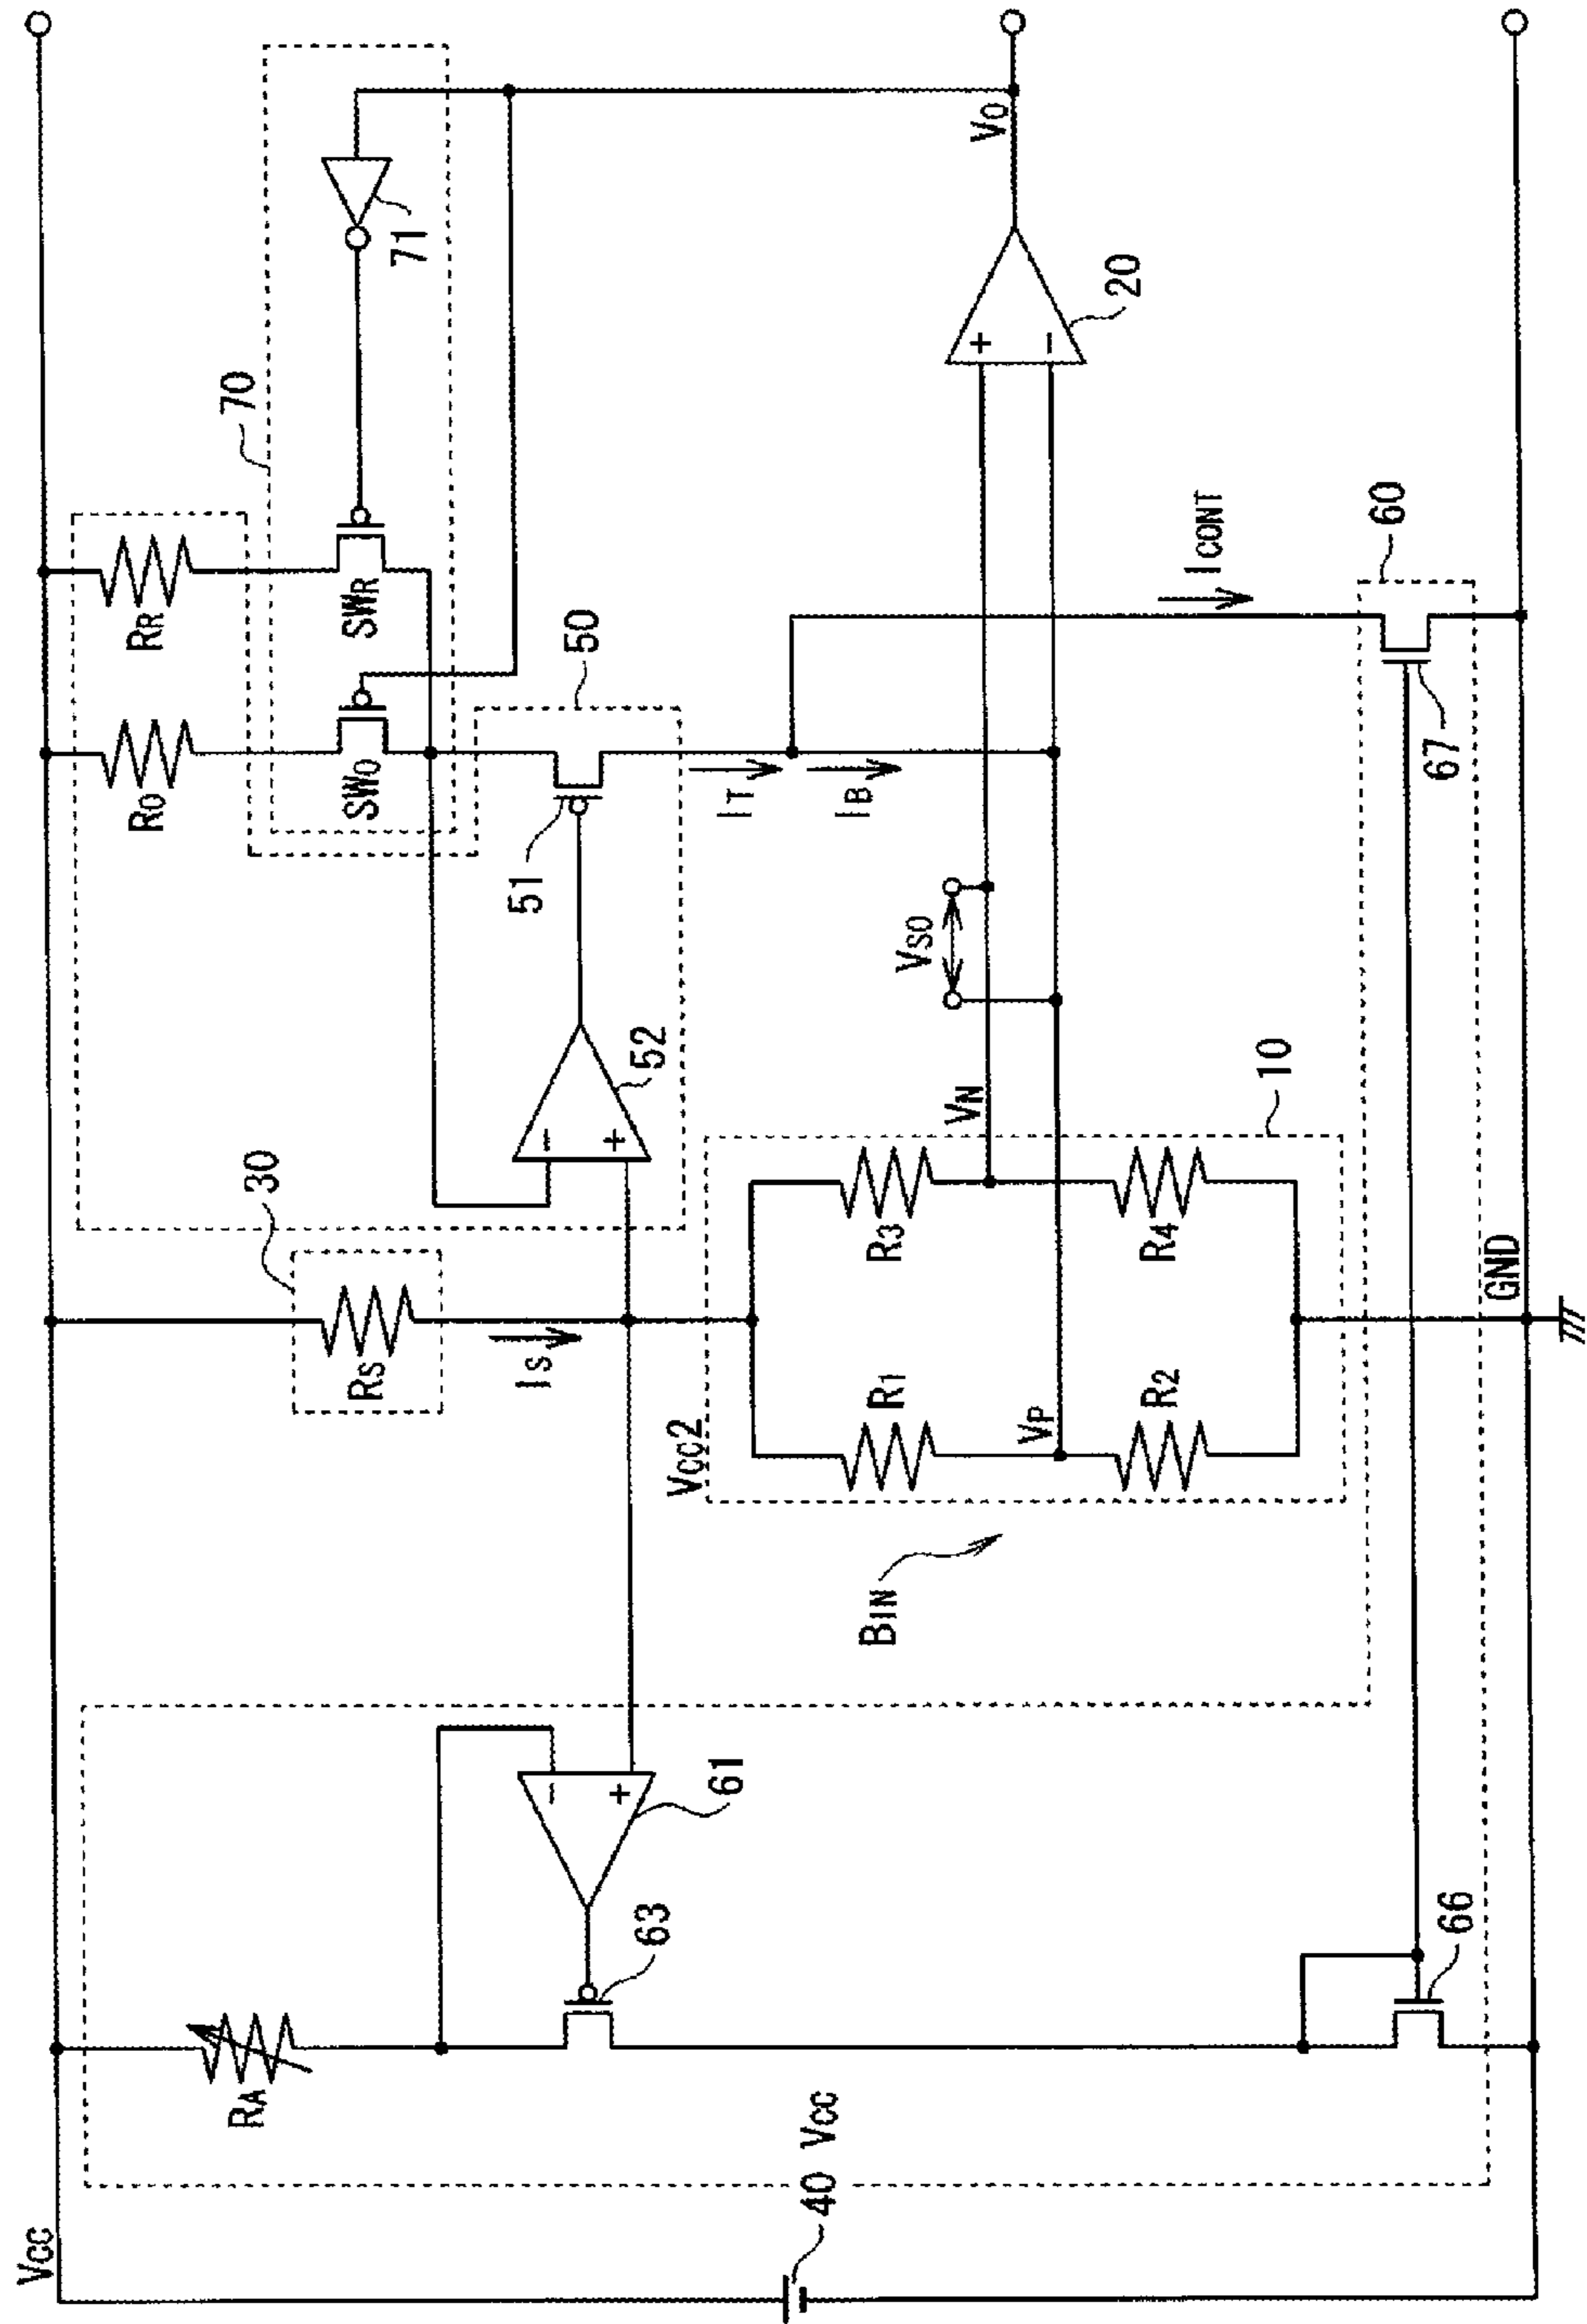 Vcc
70
RR
RO
SWR
SWO
71
VO
50
51
52
30
RS
IS
IT
IB
ICONT
20
+
−
60
67
VSO
VN
VP
10
VCC2
R1
R2
R3
R4
BIN
−
+
−
+
61
63
66
RA
40
VCC
GND